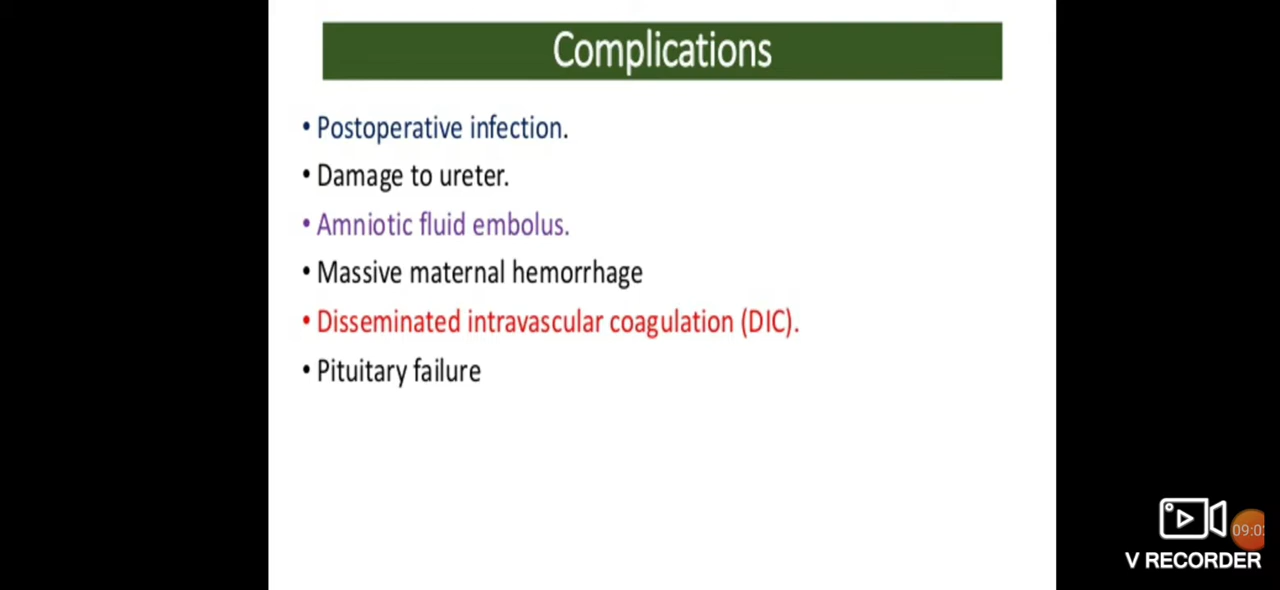 Complications
• Postoperative infection.
• Damage to ureter.
• Amniotic fluid embolus.
• Massive maternal hemorrhage
• Disseminated intravascular coagulation (DIC).
• Pituitary failure
V RECORDER